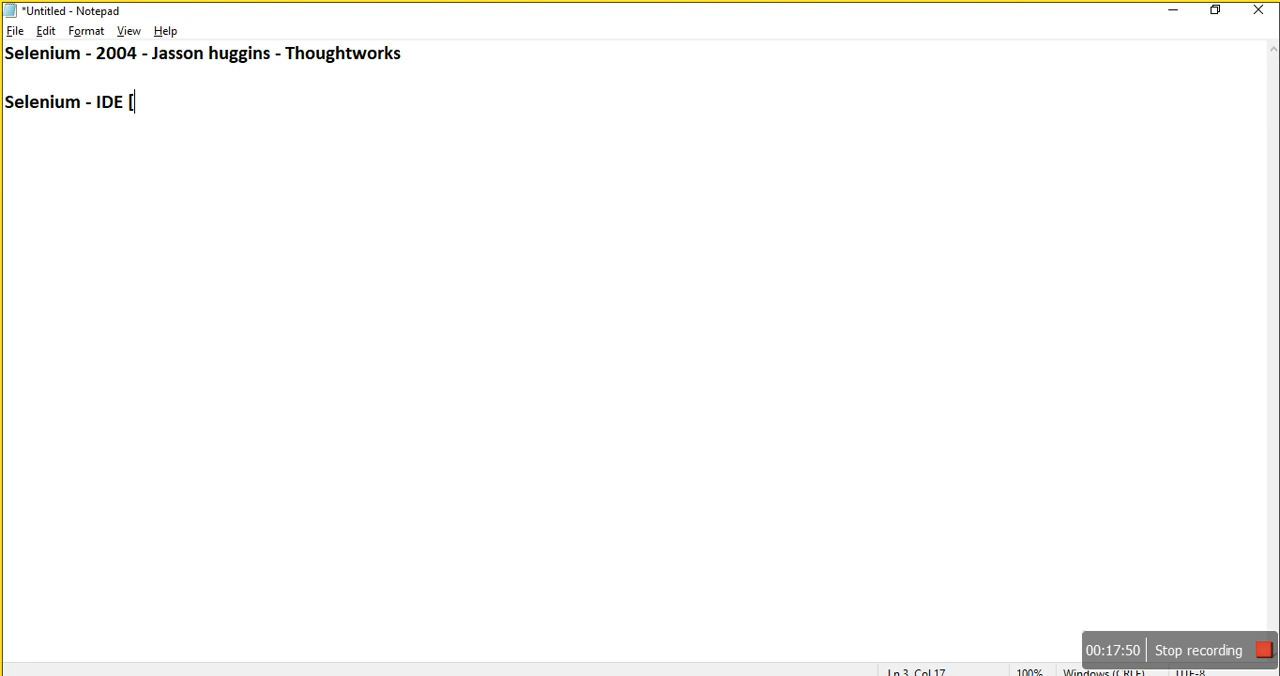 *Untitled - Notepad
File Edit Format View Help
Selenium - 2004 - Jasson huggins - Thoughtworks
Selenium - IDE [
00:17:50 Stop recording
Ln 3, Col 17 100% Windows (CRLF) UTF-8